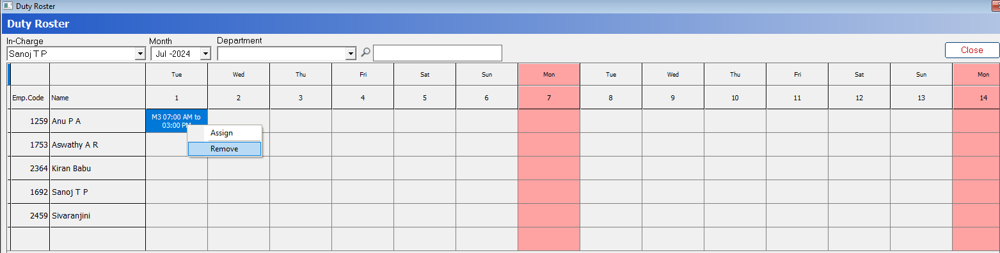 Duty Roster
Duty Roster
In-Charge Month Department
Sanoj T P Jul -2024 Close
Tue Wed Thu Fri Sat Sun Mon Tue Wed Thu Fri Sat Sun Mon
Emp.Code Name 1 2 3 4 5 6 7 8 9 10 11 12 13 14
1259 Anu P A M3 07:00 AM to
03:00 PM
Assign
1753 Aswathy A R Remove
2364 Kiran Babu
1692 Sanoj T P
2459 Sivaranjini